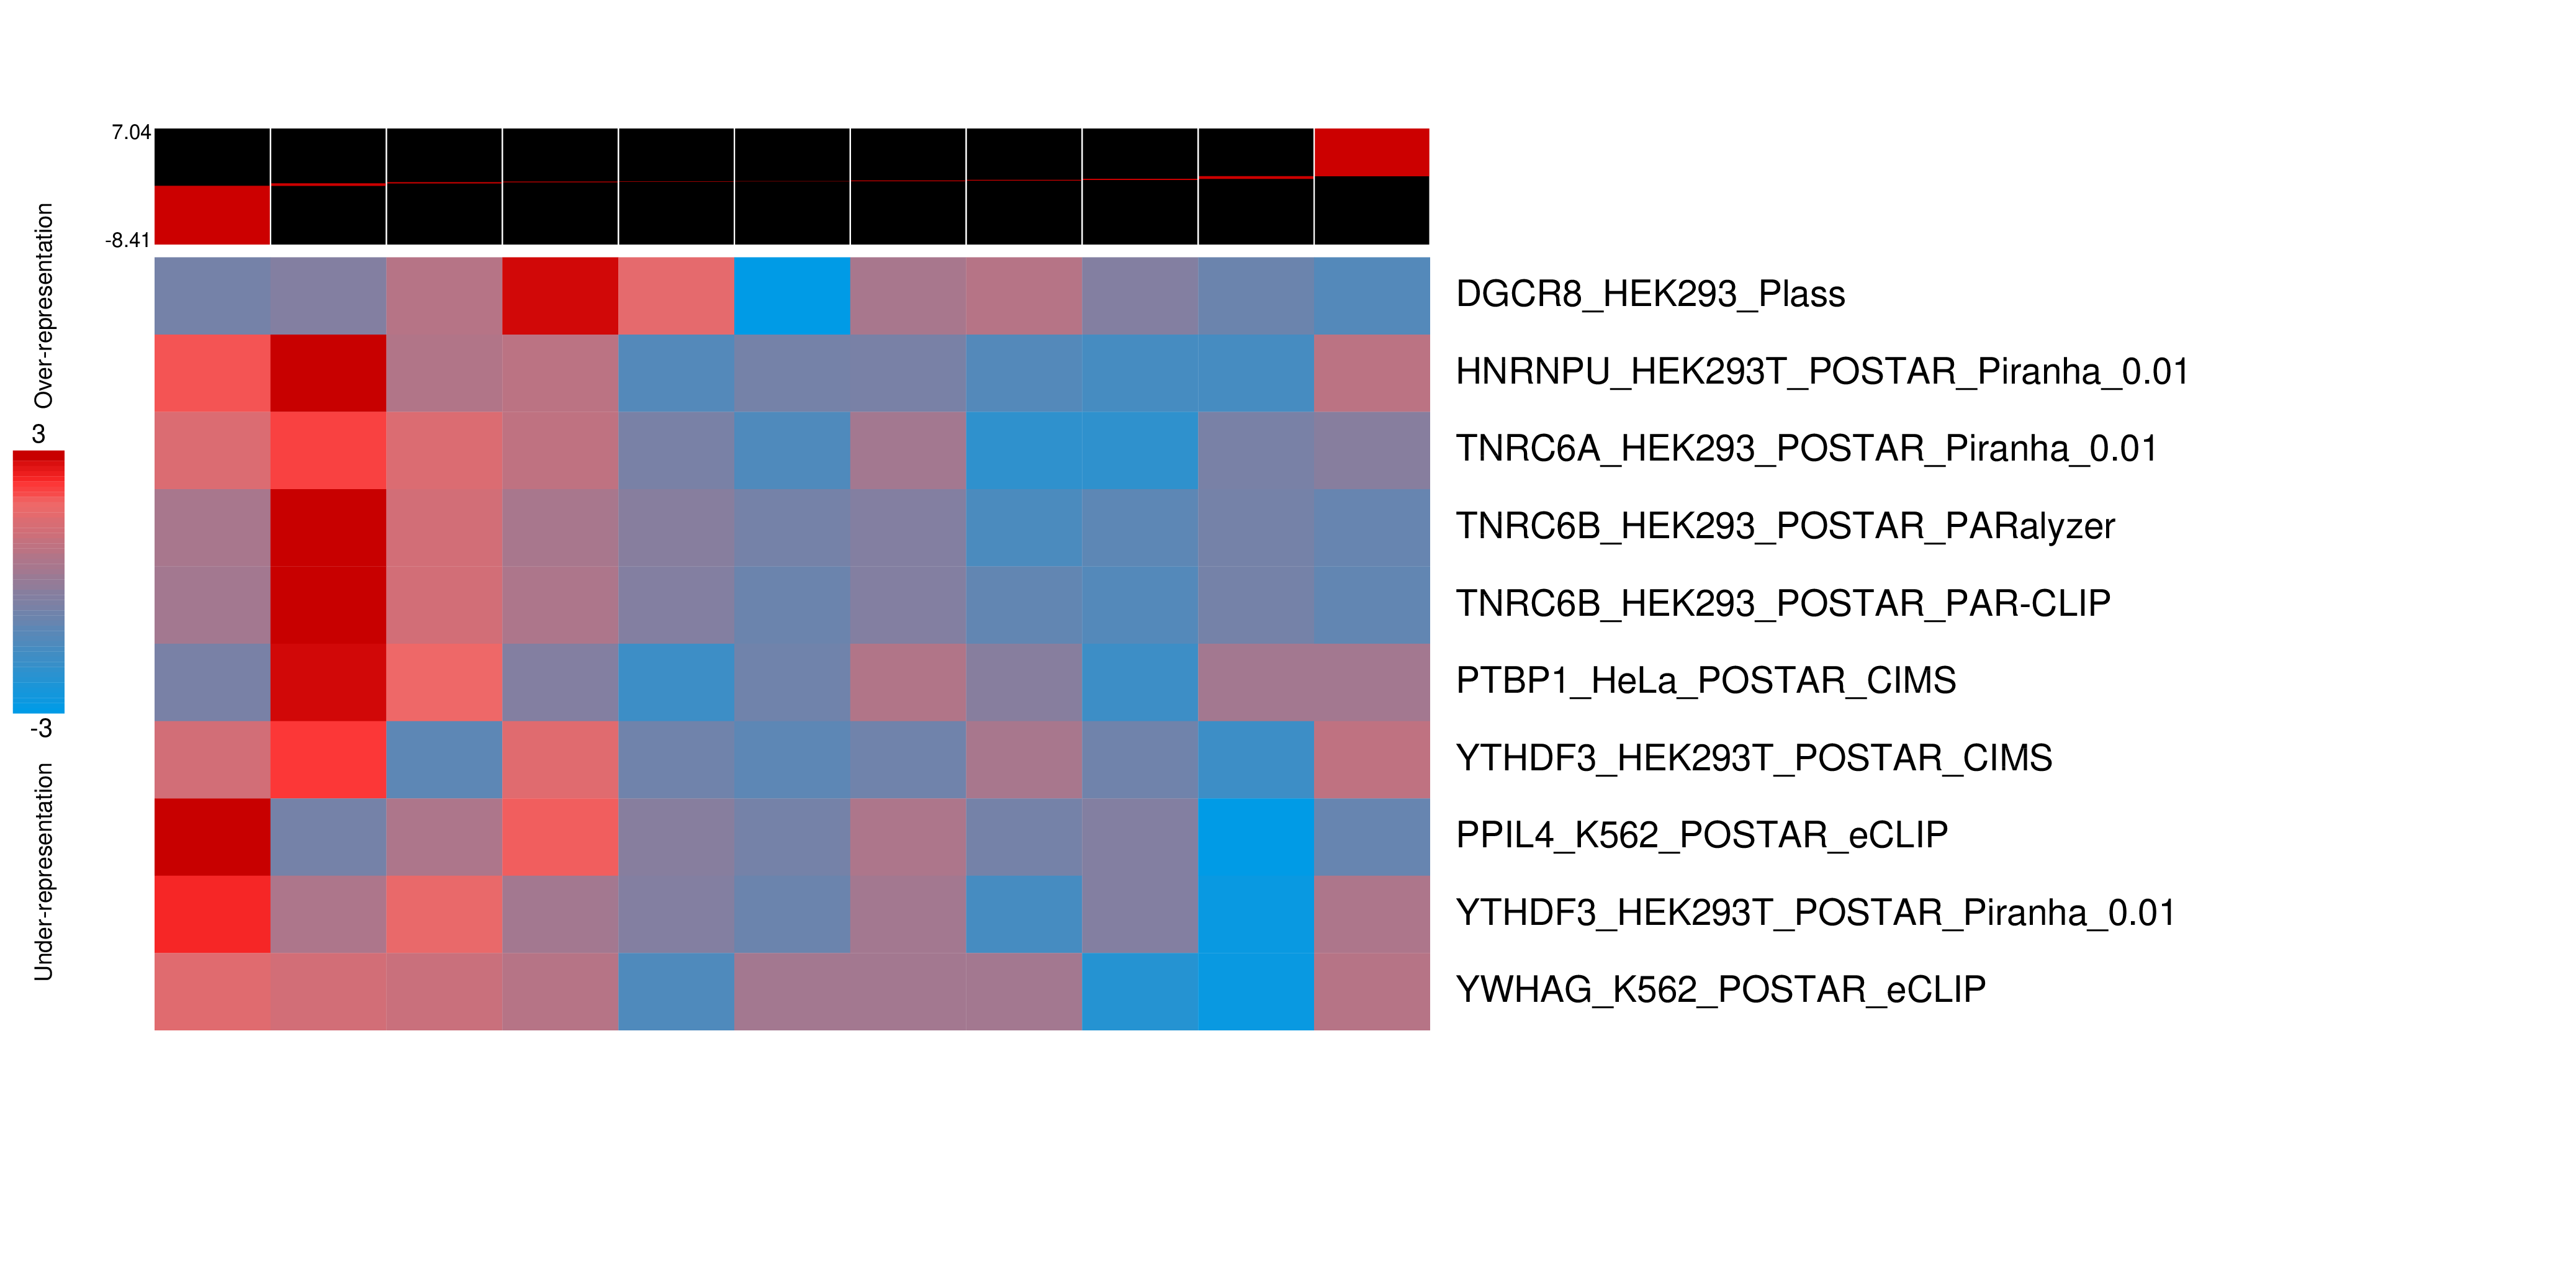 7.04
-8.41
Over-representation
3
-3
Under-representation
DGCR8_HEK293_Plass
HNRNPU_HEK293T_POSTAR_Piranha_0.01
TNRC6A_HEK293_POSTAR_Piranha_0.01
TNRC6B_HEK293_POSTAR_PARalyzer
TNRC6B_HEK293_POSTAR_PAR-CLIP
PTBP1_HeLa_POSTAR_CIMS
YTHDF3_HEK293T_POSTAR_CIMS
PPIL4_K562_POSTAR_eCLIP
YTHDF3_HEK293T_POSTAR_Piranha_0.01
YWHAG_K562_POSTAR_eCLIP